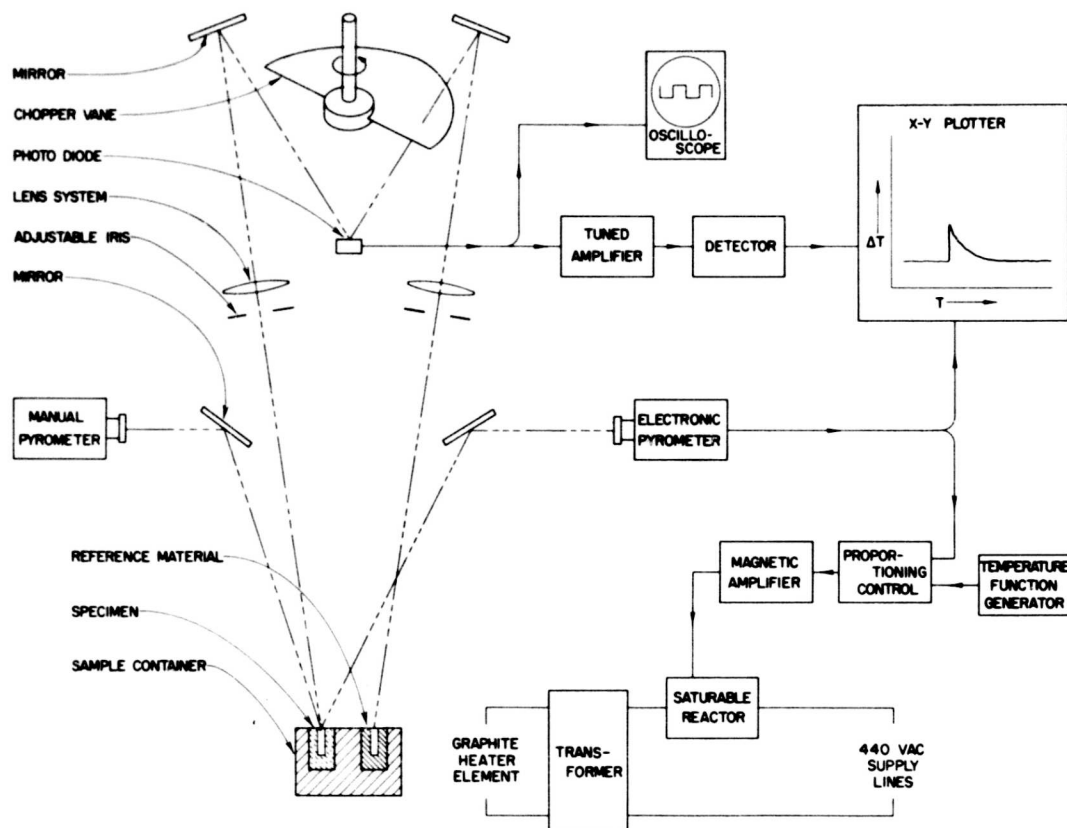 MIRROR
CHOPPER VANE
PHOTO DIODE
LENS SYSTEM
ADJUSTABLE IRIS
MIRROR
OSCILLO-
SCOPE
X-Y PLOTTER
ΔT
T
TUNED
AMPLIFIER
DETECTOR
MANUAL
PYROMETER
ELECTRONIC
PYROMETER
REFERENCE MATERIAL
SPECIMEN
SAMPLE CONTAINER
MAGNETIC
AMPLIFIER
PROPOR-
TIONING
CONTROL
TEMPERATURE
FUNCTION
GENERATOR
SATURABLE
REACTOR
GRAPHITE
HEATER
ELEMENT
TRANS-
FORMER
440 VAC
SUPPLY
LINES